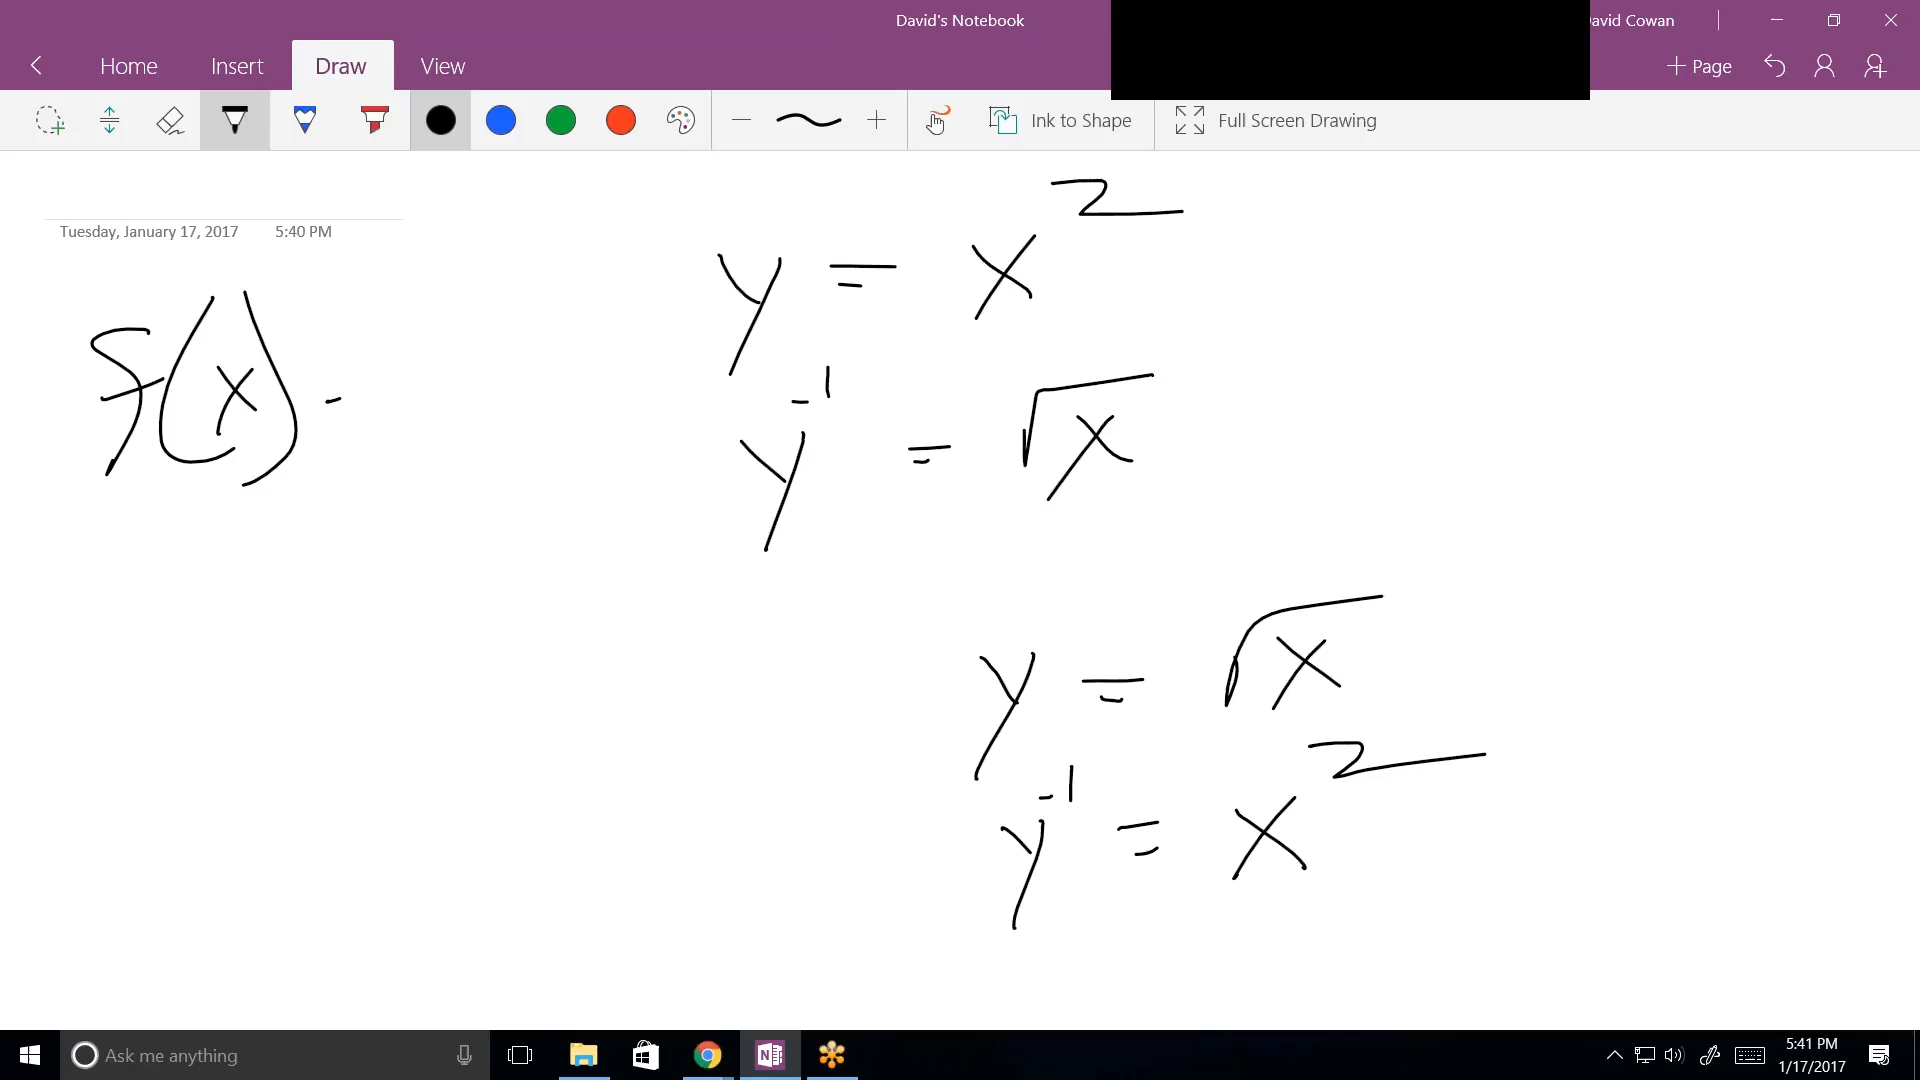 David's Notebook
avid Cowan
Home Insert Draw View
Page
Ink to Shape
Full Screen Drawing
Tuesday, January 17, 2017 5:40 PM
y = x²
f(x) -
y⁻¹ = √x
y = √x
y⁻¹ = x²
Ask me anything
N
5:41 PM
1/17/2017